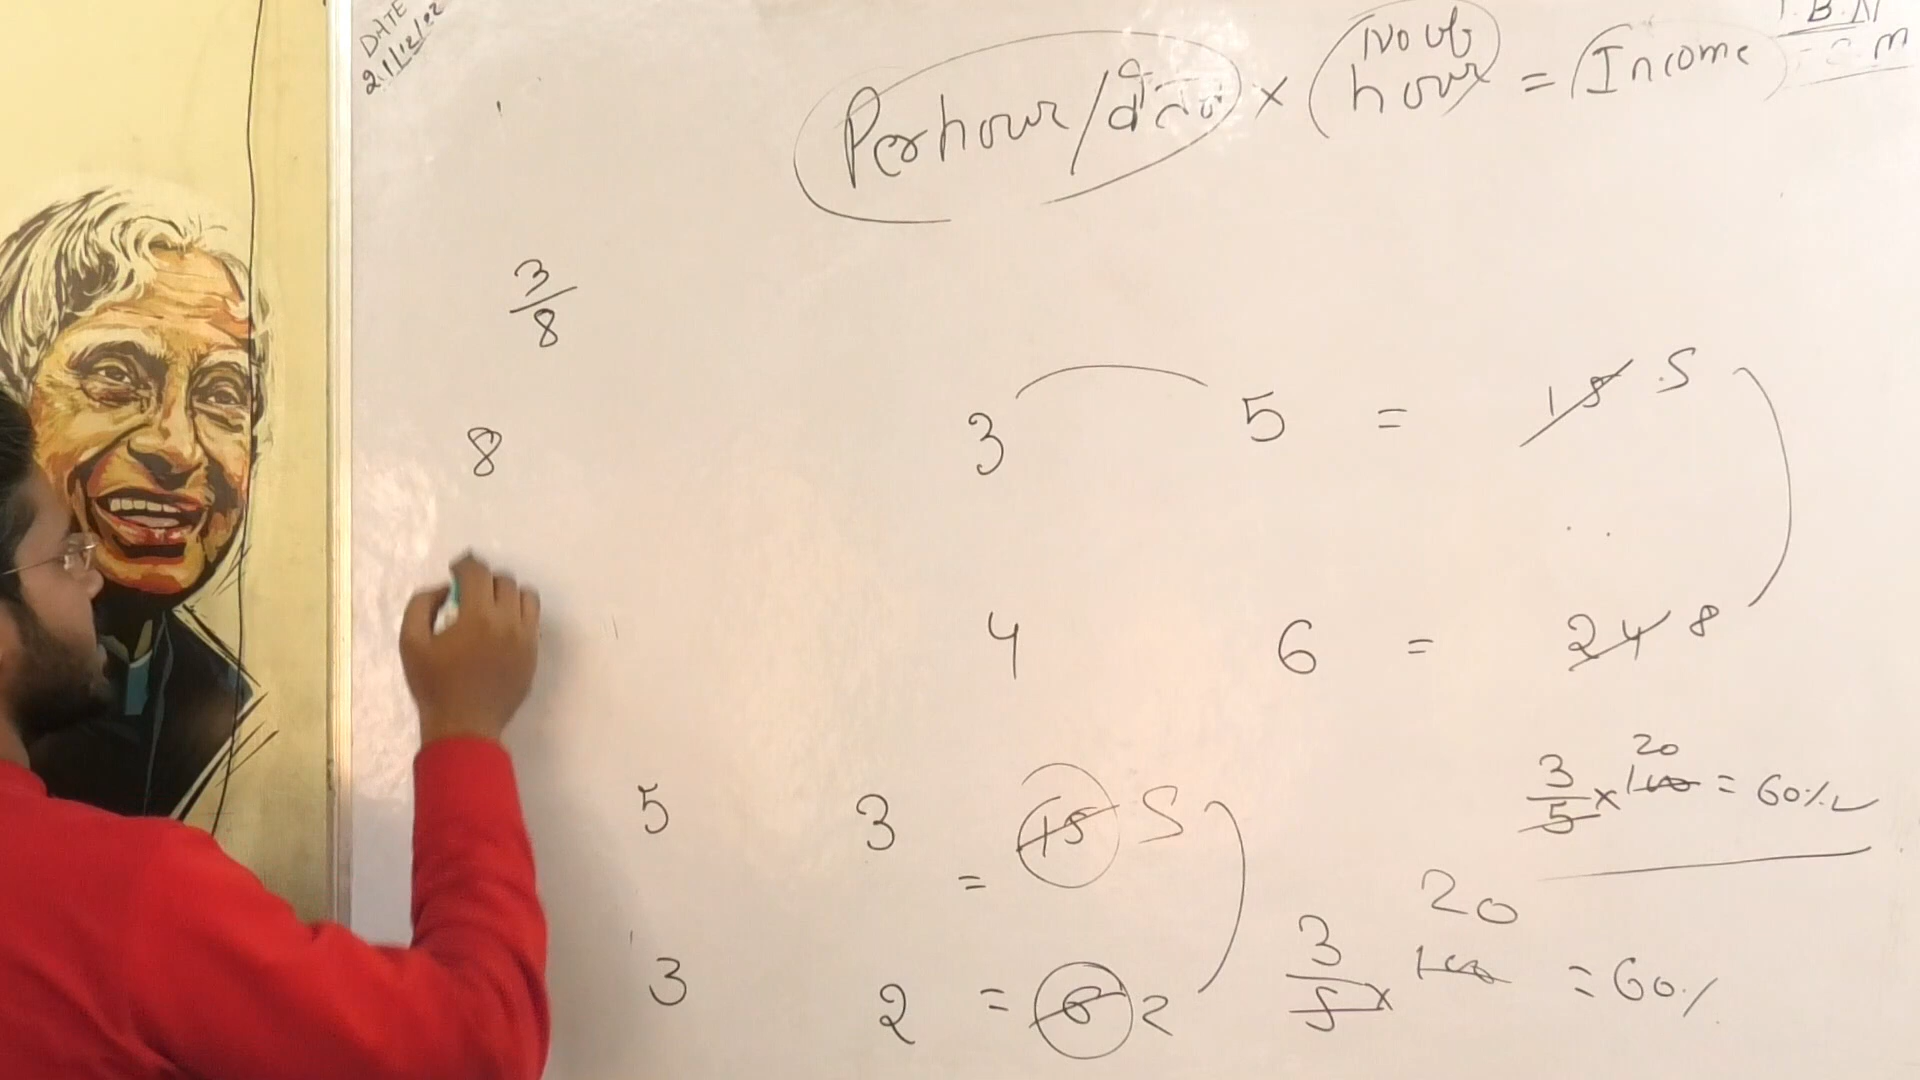 DATE
21/12/22
Per hour / वेतन × No of hour = Income
3/8
8
3 5 = 15 5
4 6 = 24 8
3/5 × 100 20 = 60%
5 3 = 15 5
3 2 = 6 2
3/5 × 100 20 = 60%